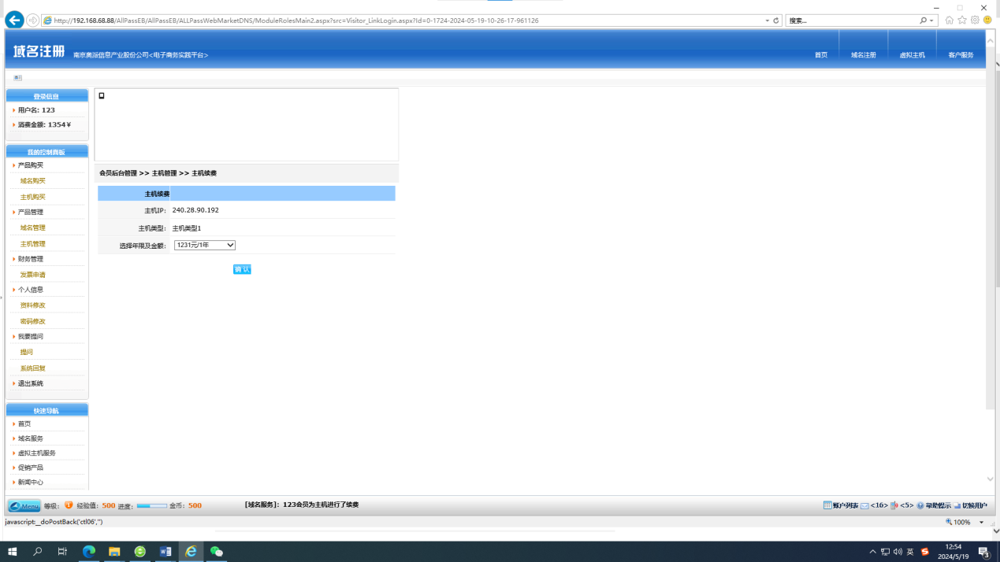 http://192.168.68.88/AllPassEB/AllPassEB/ALLPassWebMarketDNS/ModuleRolesMain2.aspx?src=Visitor_LinkLogin.aspx?Id=0-1724-2024-05-19-10-26-17-961126
搜索...
域名注册 南京奥派信息产业股份公司<电子商务实践平台>
首页 域名注册 虚拟主机 客户服务
登录信息
用户名: 123
消费金额: 1354¥
我的控制面板
产品购买
域名购买
主机购买
产品管理
域名管理
主机管理
财务管理
发票申请
个人信息
资料修改
密码修改
我要提问
提问
系统回复
退出系统
快速导航
首页
域名服务
虚拟主机服务
促销产品
新闻中心
会员后台管理 >> 主机管理 >> 主机续费
主机续费
主机IP: 240.28.90.192
主机类型: 主机类型1
选择年限及金额: 1231元/1年
确 认
Menu 等级: 经验值: 500 进度: 金币: 500
[域名服务]: 123会员为主机进行了续费
账户列表 <16> <5> 帮助提示 切换用户
javascript:__doPostBack('ctl06','')
100%
英
12:54
2024/5/19
3